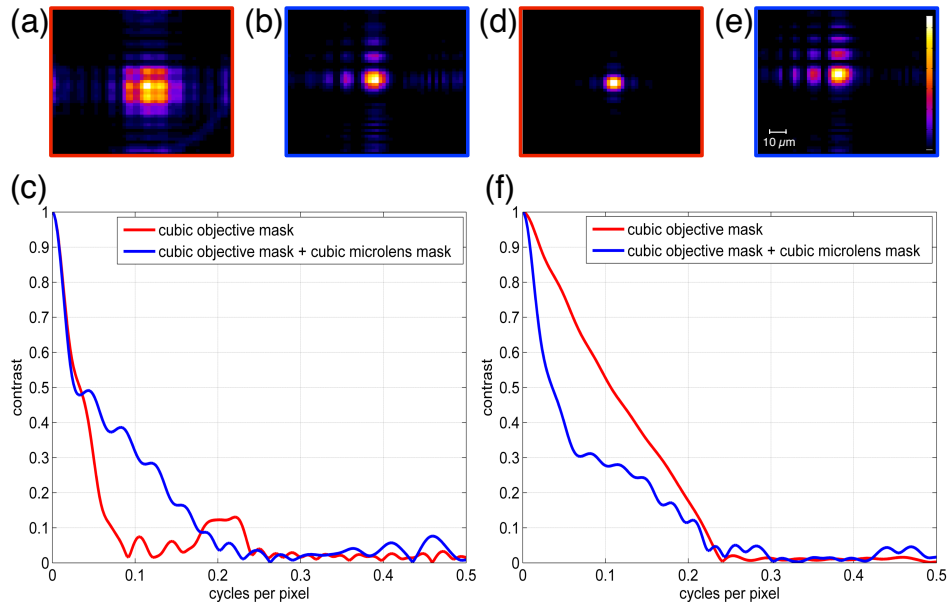 (a)
(b)
(d)
(e)
10 µm
(c)
(f)
cubic objective mask
cubic objective mask + cubic microlens mask
1
0.9
0.8
0.7
0.6
0.5
0.4
0.3
0.2
0.1
0
contrast
0 0.1 0.2 0.3 0.4 0.5
cycles per pixel
cubic objective mask
cubic objective mask + cubic microlens mask
1
0.9
0.8
0.7
0.6
0.5
0.4
0.3
0.2
0.1
0
contrast
0 0.1 0.2 0.3 0.4 0.5
cycles per pixel